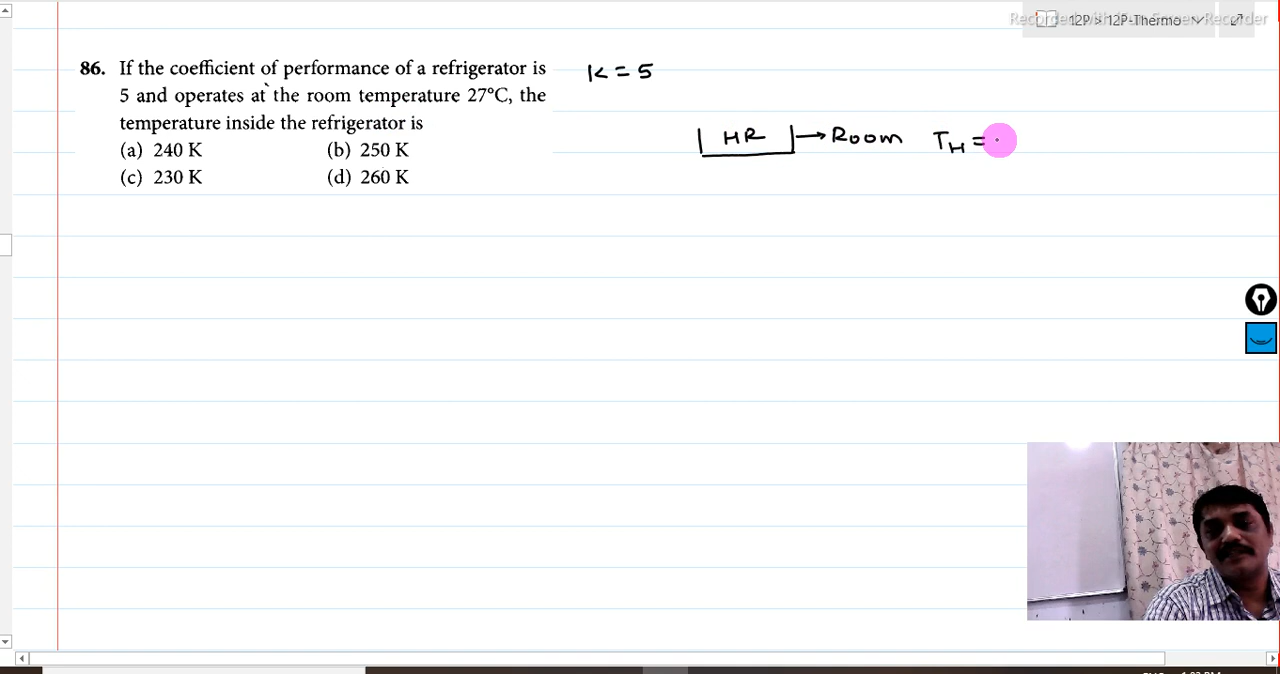 12P > 12P-Thermo
86. If the coefficient of performance of a refrigerator is
5 and operates at the room temperature 27°C, the
temperature inside the refrigerator is
(a) 240 K (b) 250 K
(c) 230 K (d) 260 K
K = 5
HR → Room T_H =